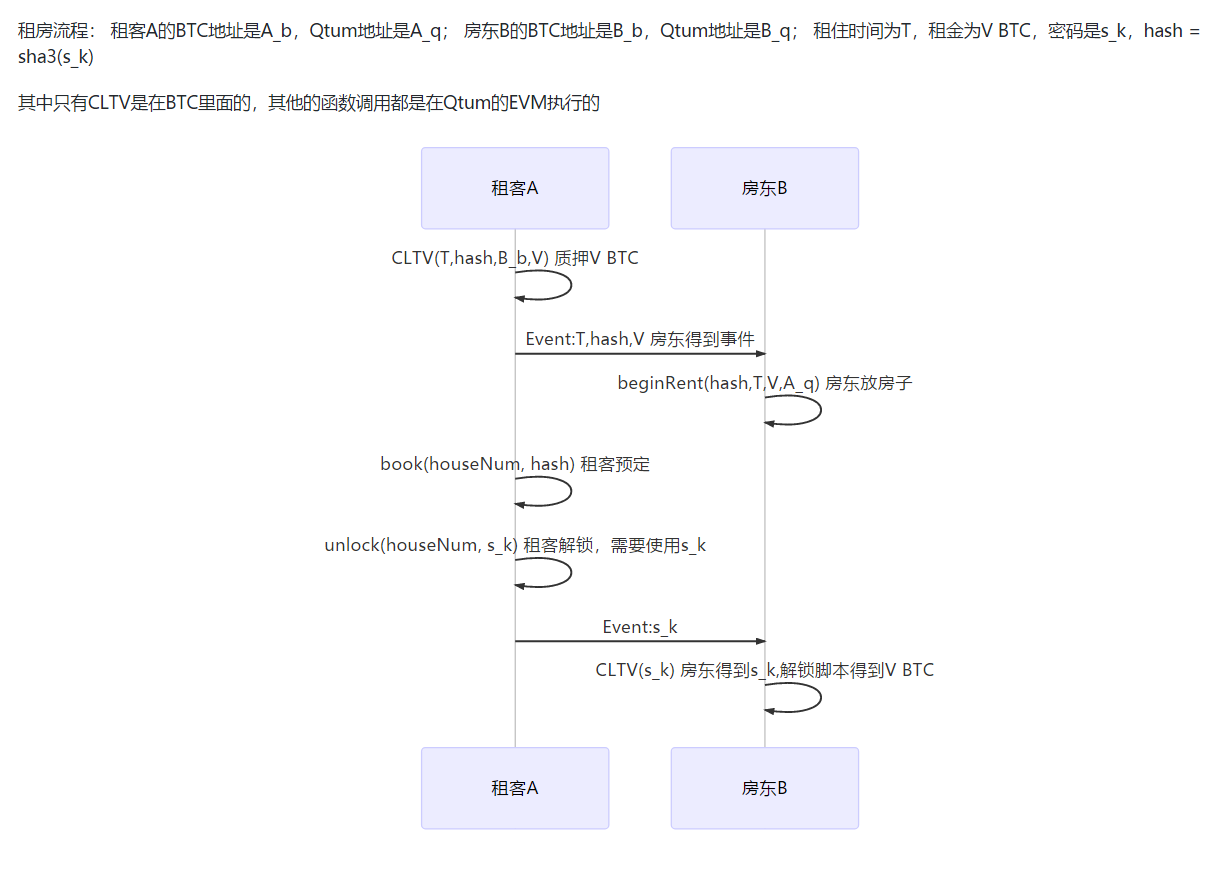 租房流程： 租客A的BTC地址是A_b，Qtum地址是A_q； 房东B的BTC地址是B_b，Qtum地址是B_q； 租住时间为T，租金为V BTC，密码是s_k，hash =
sha3(s_k)
其中只有CLTV是在BTC里面的，其他的函数调用都是在Qtum的EVM执行的
租客A
房东B
CLTV(T,hash,B_b,V) 质押V BTC
Event:T,hash,V 房东得到事件
beginRent(hash,T,V,A_q) 房东放房子
book(houseNum, hash) 租客预定
unlock(houseNum, s_k) 租客解锁，需要使用s_k
Event:s_k
CLTV(s_k) 房东得到s_k,解锁脚本得到V BTC
租客A
房东B